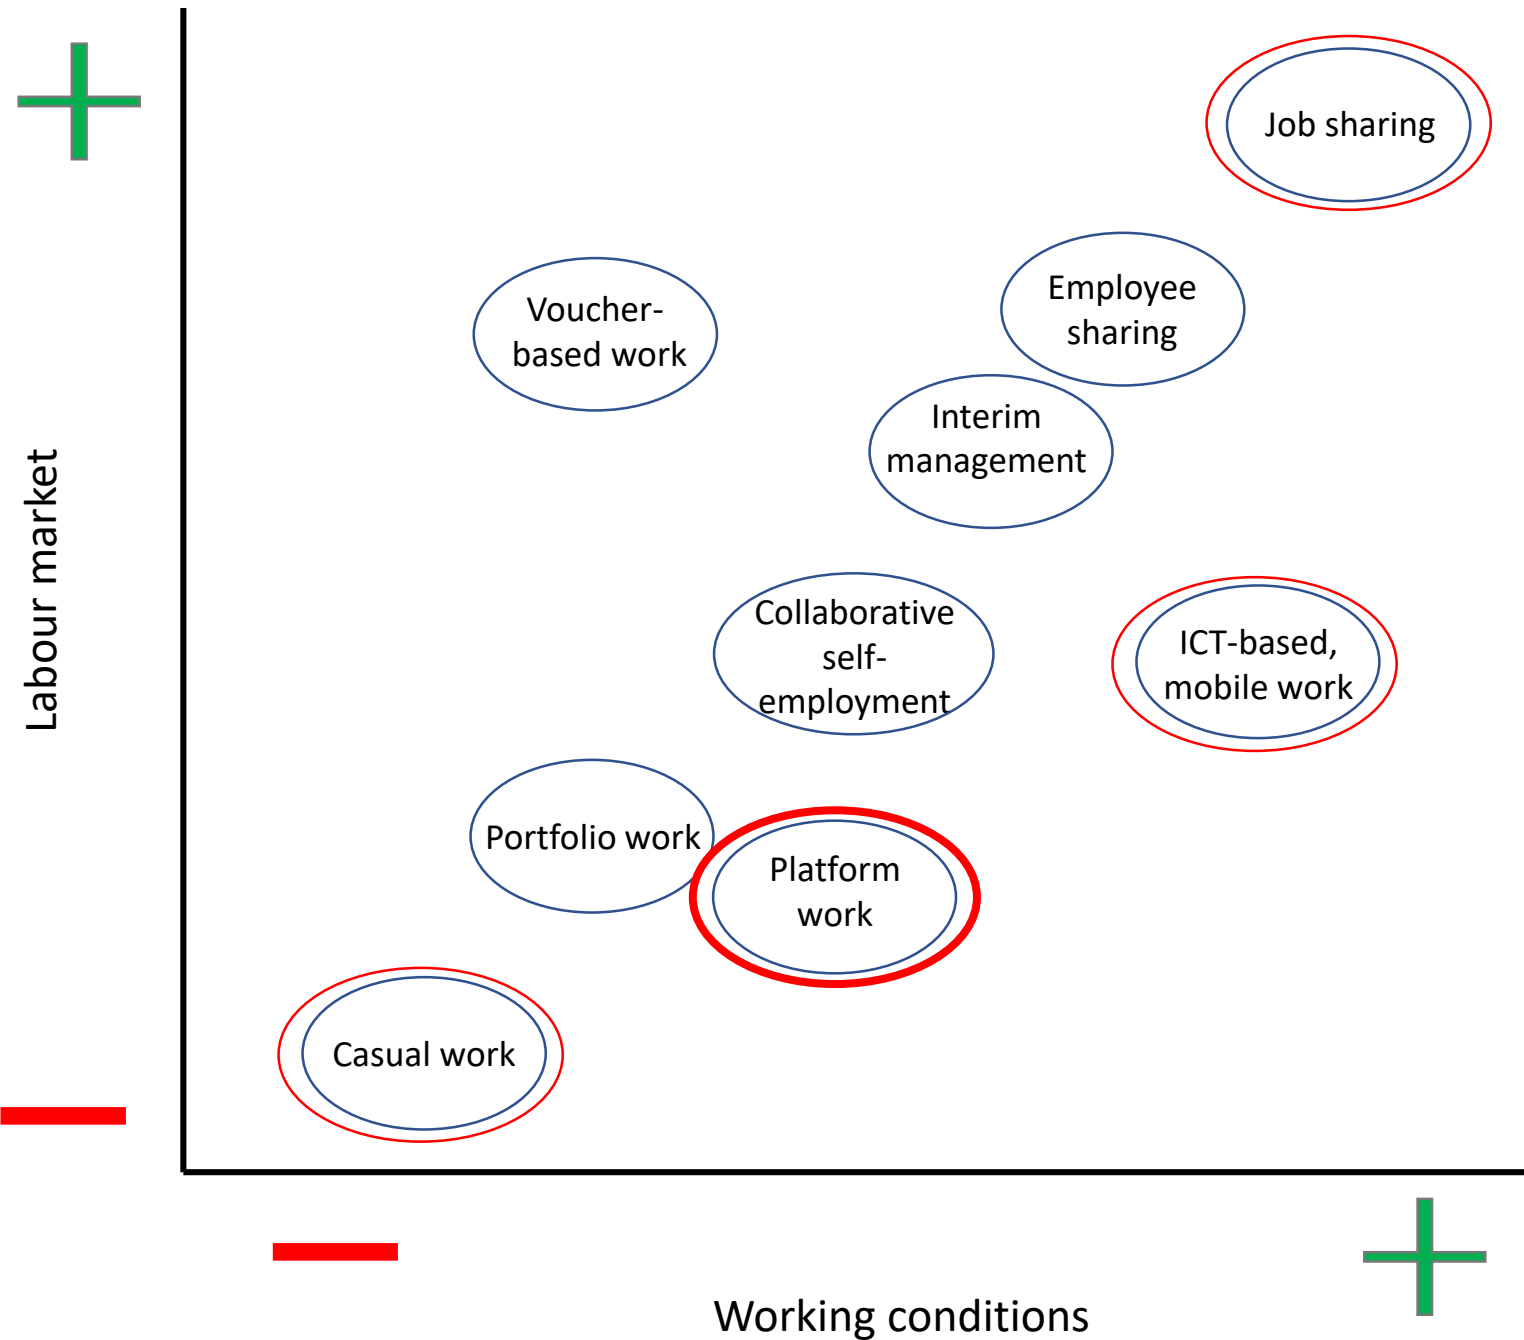 Job sharing
Employee
sharing
Voucher-
based work
Interim
management
Labour market
Collaborative
self-
employment
ICT-based,
mobile work
Portfolio work
Platform
work
Casual work
Working conditions